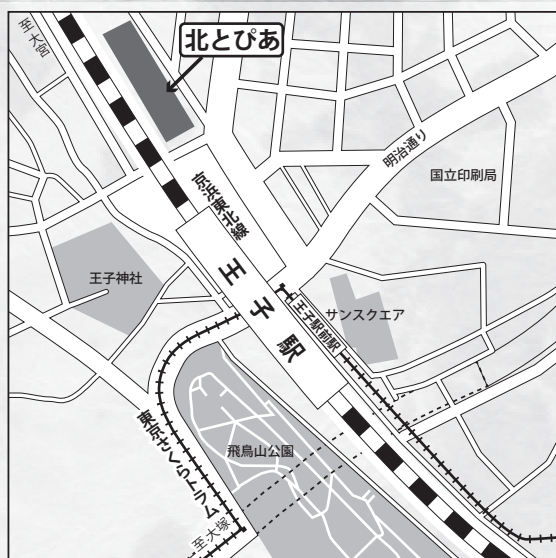 至大宮
北とぴあ
明治通り
国立印刷局
京浜東北線
王子神社
王子駅
王子駅前駅
サンスクエア
東京さくらトラム
飛鳥山公園
至大塚